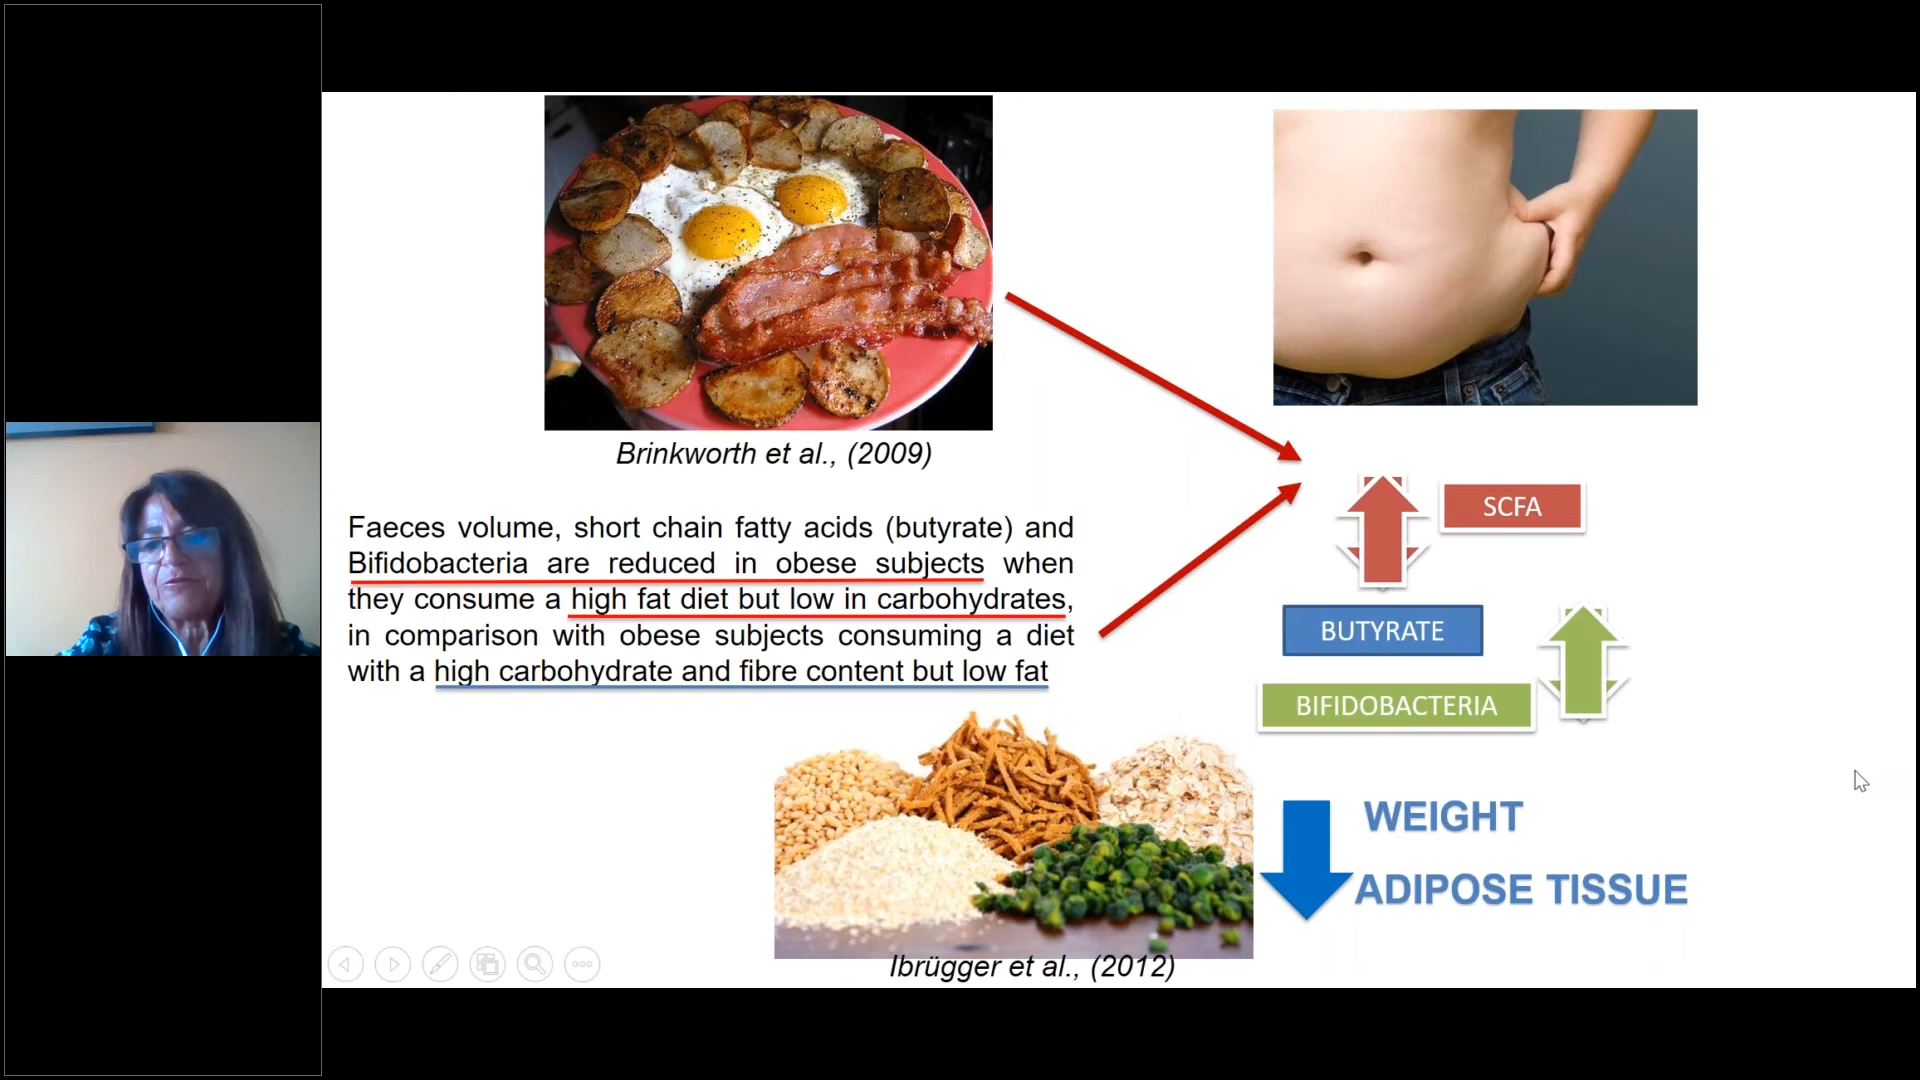 Brinkworth et al., (2009)
Faeces volume, short chain fatty acids (butyrate) and
Bifidobacteria are reduced in obese subjects when
they consume a high fat diet but low in carbohydrates,
in comparison with obese subjects consuming a diet
with a high carbohydrate and fibre content but low fat
SCFA
BUTYRATE
BIFIDOBACTERIA
WEIGHT
ADIPOSE TISSUE
Ibrügger et al., (2012)